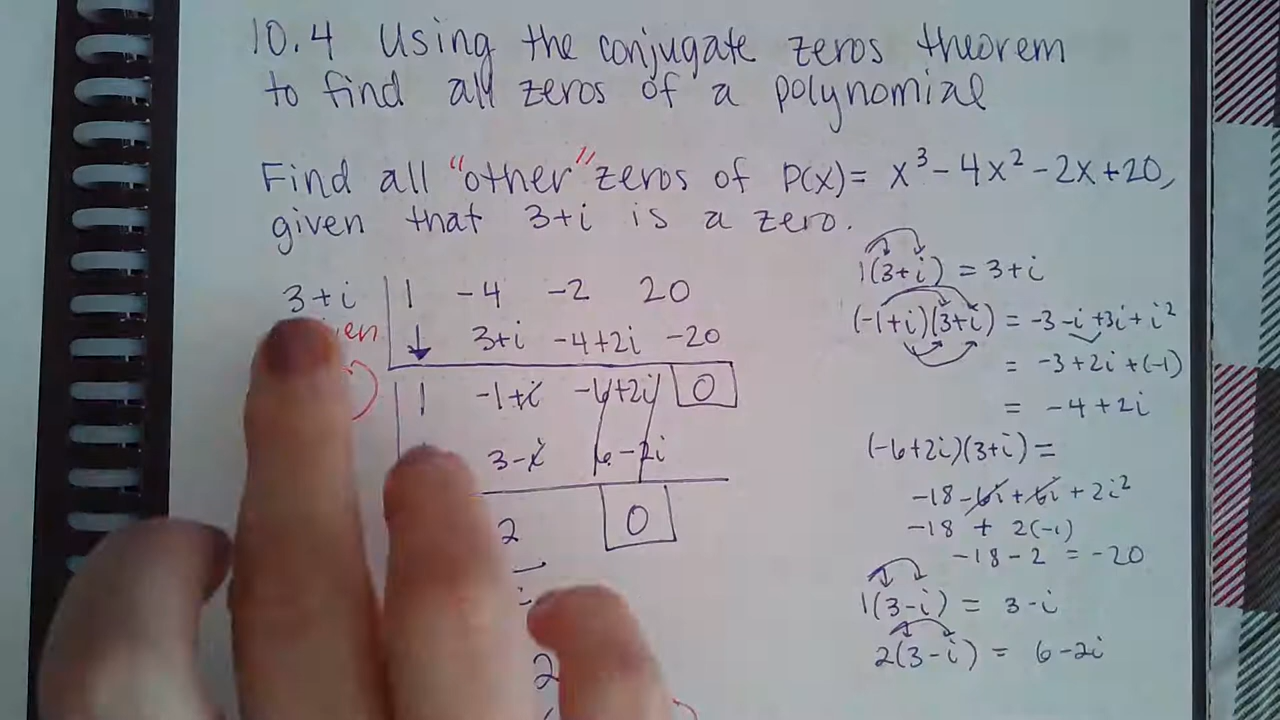 10.4 Using the conjugate zeros theorem
to find all zeros of a polynomial
Find all "other" zeros of P(x)= x³-4x²-2x+20,
given that 3+i is a zero.
3+i | 1 -4 -2 20
3+i -4+2i -20
1 -1+i -6+2i 0
3-i 6-2i
2 0
2
1(3+i) = 3+i
(-1+i)(3+i) = -3-i+3i+i²
= -3+2i+(-1)
= -4+2i
(-6+2i)(3+i) =
-18-6i+6i+2i²
-18 + 2(-1)
-18-2 = -20
1(3-i) = 3-i
2(3-i) = 6-2i